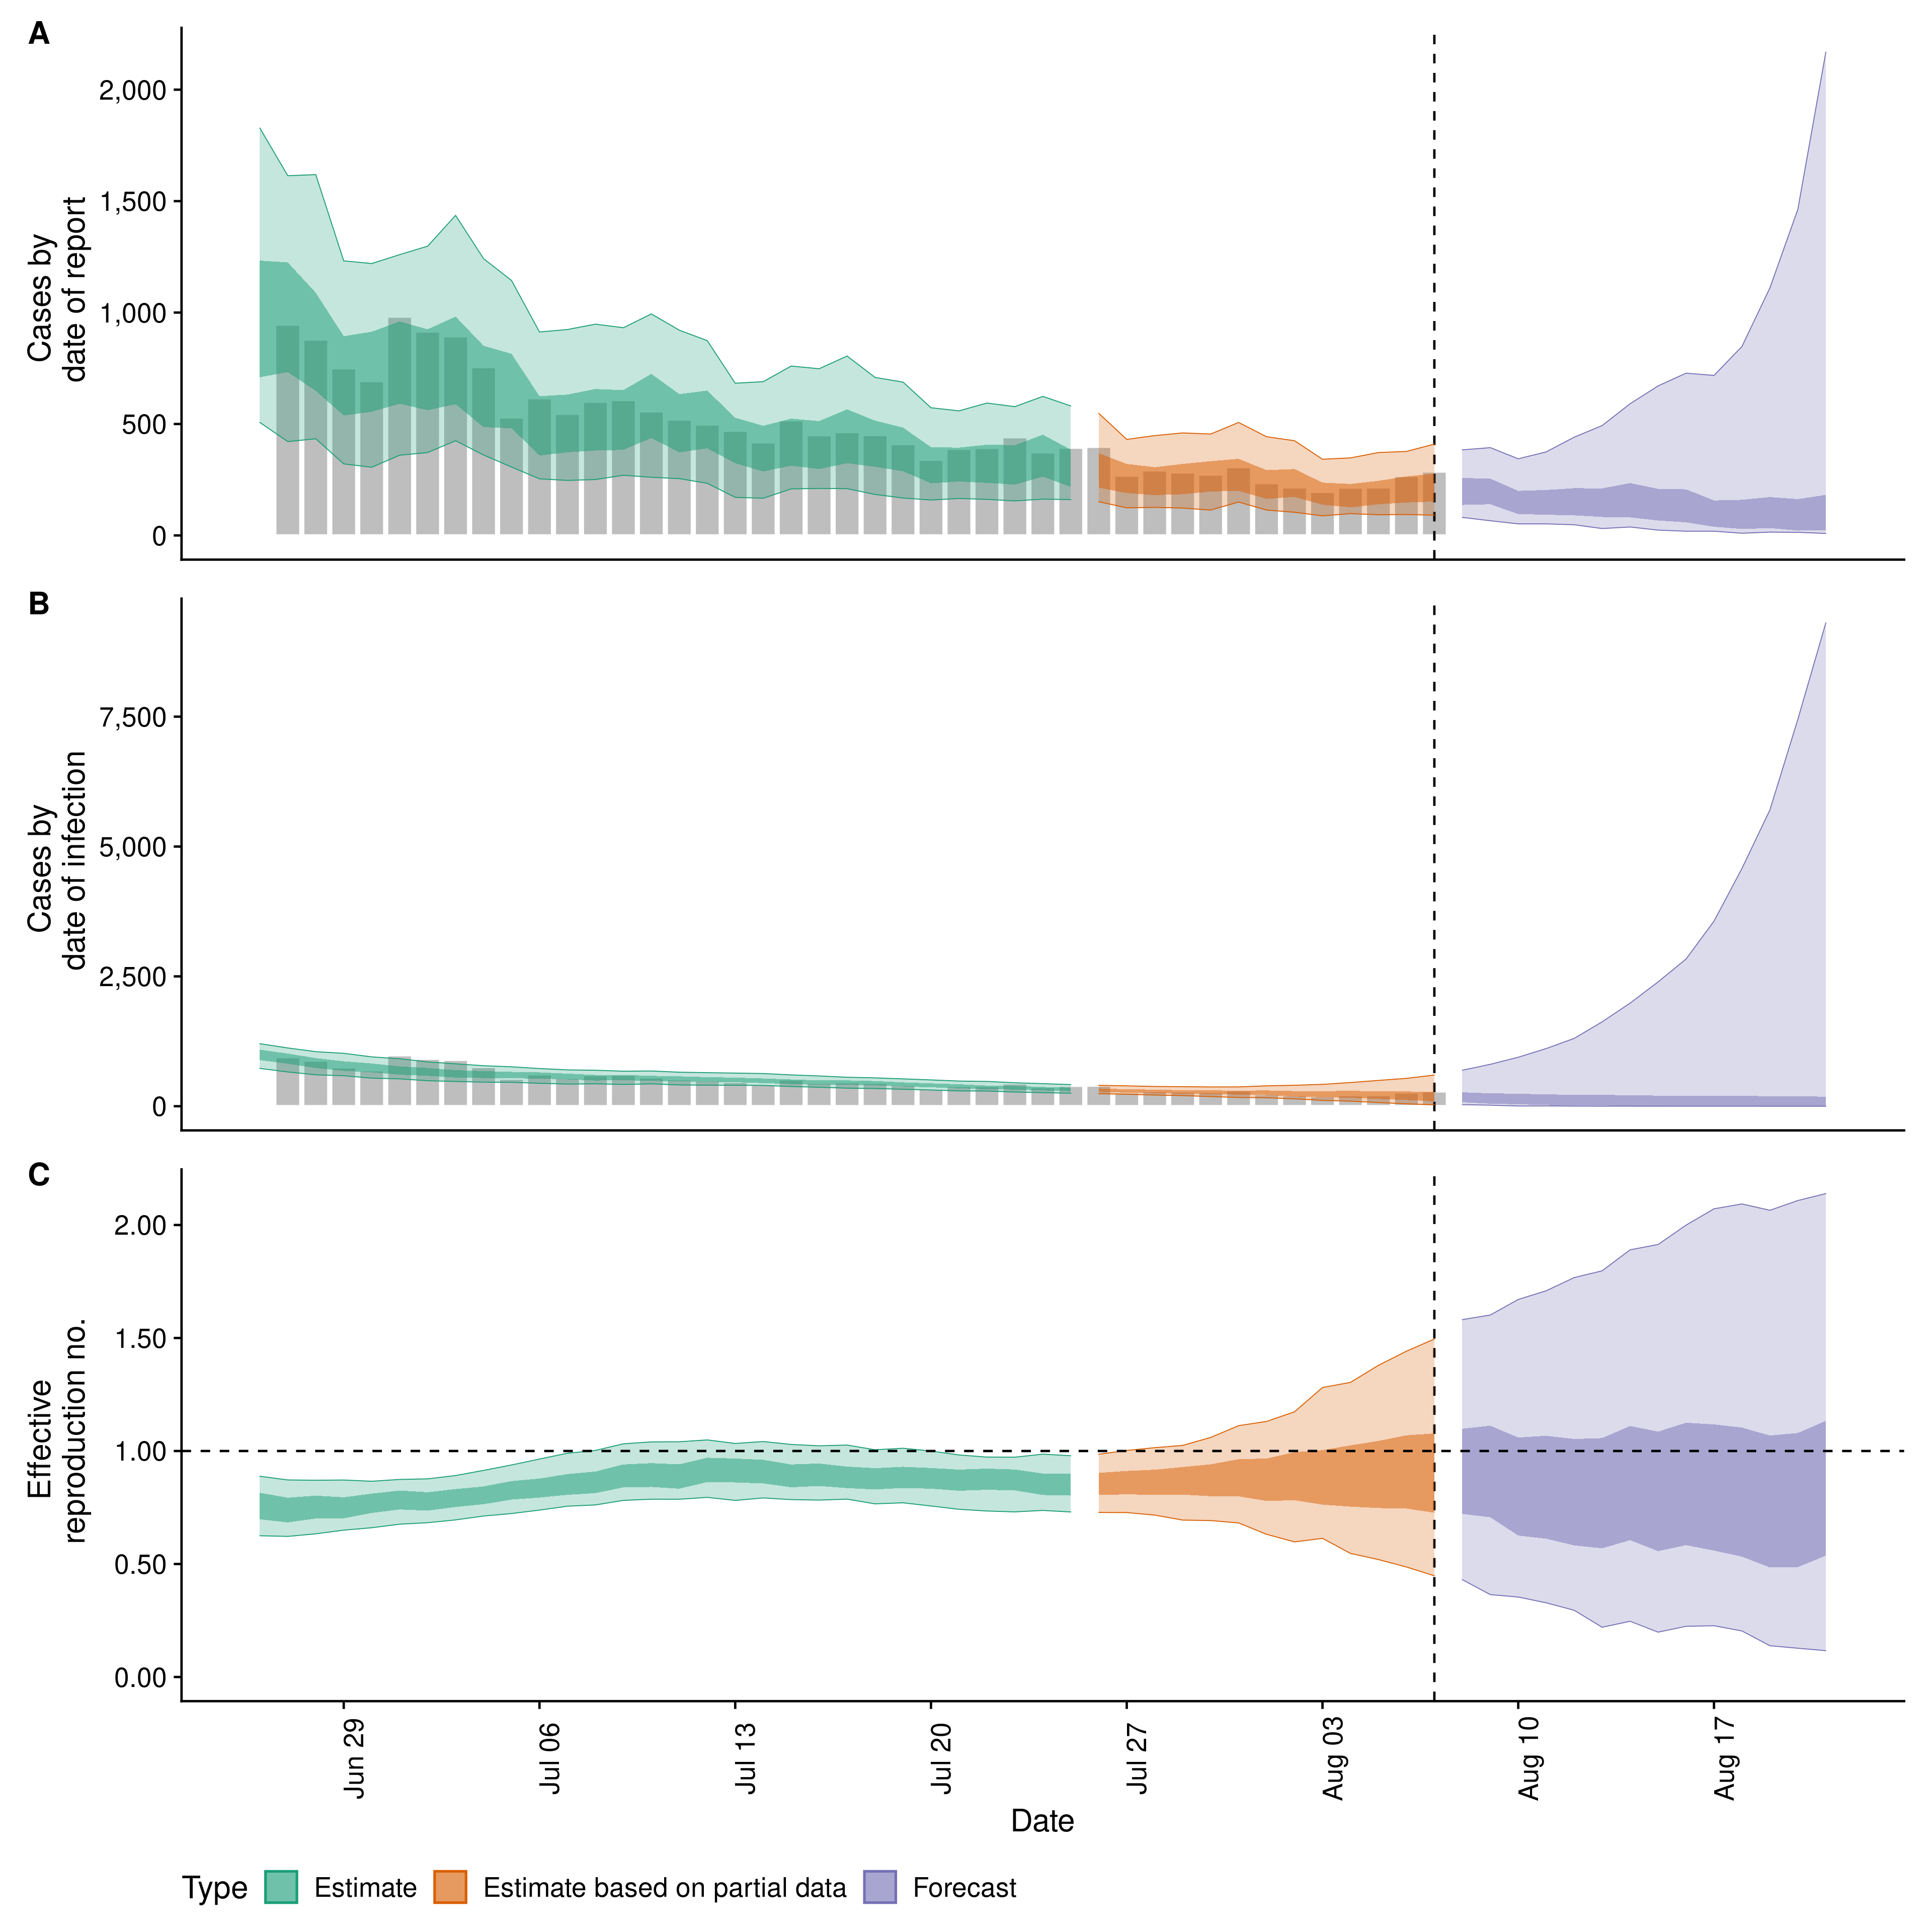 A
2,000
1,500
1,000
500
0
Cases by
date of report
B
7,500
5,000
2,500
0
Cases by
date of infection
C
2.00
1.50
1.00
0.50
0.00
Effective
reproduction no.
Jun 29
Jul 06
Jul 13
Jul 20
Jul 27
Aug 03
Aug 10
Aug 17
Date
Type Estimate Estimate based on partial data Forecast